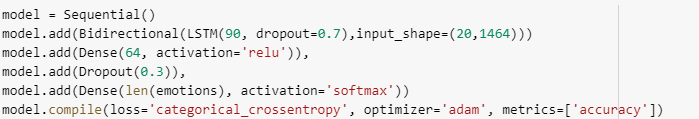 model = Sequential()
model.add(Bidirectional(LSTM(90, dropout=0.7),input_shape=(20,1464)))
model.add(Dense(64, activation='relu')),
model.add(Dropout(0.3)),
model.add(Dense(len(emotions), activation='softmax'))
model.compile(loss='categorical_crossentropy', optimizer='adam', metrics=['accuracy'])